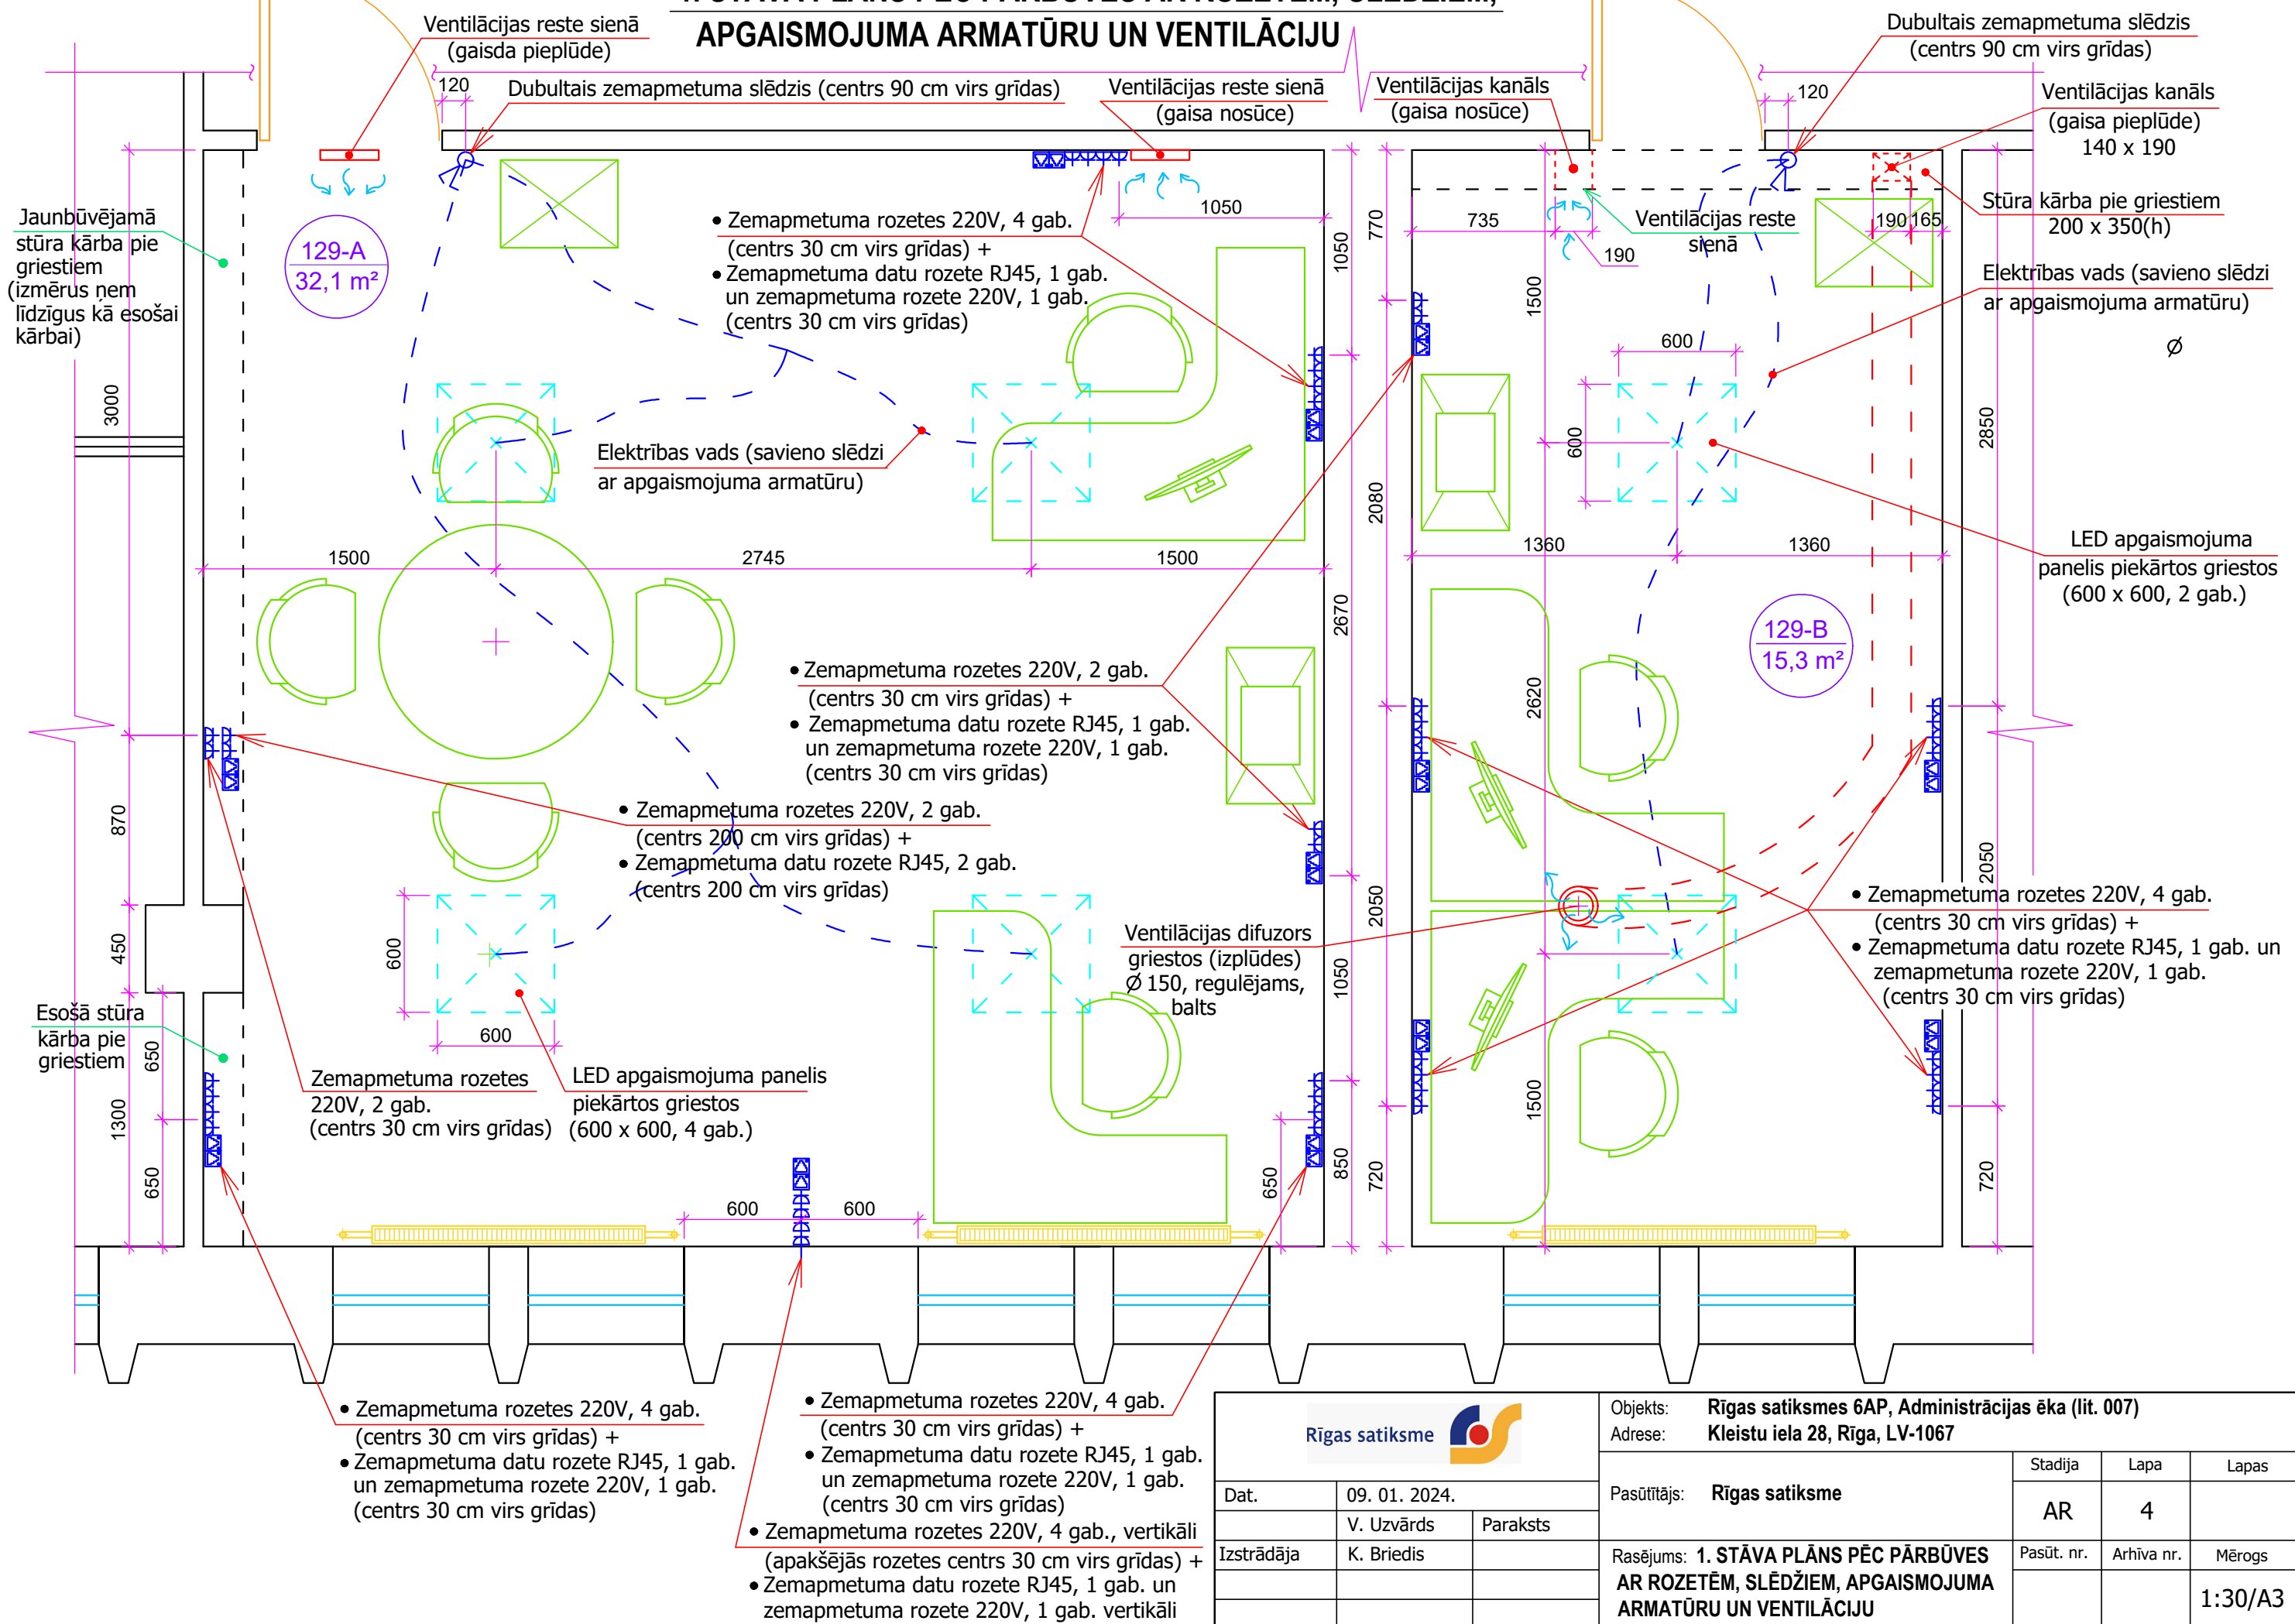 1. STĀVA PLĀNS PĒC PĀRBŪVES AR ROZETĒM, SLĒDŽIEM,
APGAISMOJUMA ARMATŪRU UN VENTILĀCIJU
Ventilācijas reste sienā
(gaisda pieplūde)
120
Dubultais zemapmetuma slēdzis (centrs 90 cm virs grīdas)
Ventilācijas reste sienā
(gaisa nosūce)
Ventilācijas kanāls
(gaisa nosūce)
Dubultais zemapmetuma slēdzis
(centrs 90 cm virs grīdas)
120
Ventilācijas kanāls
(gaisa pieplūde)
140 x 190
Stūra kārba pie griestiem
200 x 350(h)
Jaunbūvējamā
stūra kārba pie
griestiem
(izmērus ņem
līdzīgus kā esošai
kārbai)
129-A
32,1 m²
• Zemapmetuma rozetes 220V, 4 gab.
(centrs 30 cm virs grīdas) +
• Zemapmetuma datu rozete RJ45, 1 gab.
un zemapmetuma rozete 220V, 1 gab.
(centrs 30 cm virs grīdas)
1050
1050
770
735
190
Ventilācijas reste
sienā
190
165
1500
Elektrības vads (savieno slēdzi
ar apgaismojuma armatūru)
Ø
3000
600
600
2850
Elektrības vads (savieno slēdzi
ar apgaismojuma armatūru)
2080
1500
2745
1500
1360
1360
LED apgaismojuma
panelis piekārtos griestos
(600 x 600, 2 gab.)
2670
129-B
15,3 m²
• Zemapmetuma rozetes 220V, 2 gab.
(centrs 30 cm virs grīdas) +
• Zemapmetuma datu rozete RJ45, 1 gab.
un zemapmetuma rozete 220V, 1 gab.
(centrs 30 cm virs grīdas)
2620
870
• Zemapmetuma rozetes 220V, 2 gab.
(centrs 200 cm virs grīdas) +
• Zemapmetuma datu rozete RJ45, 2 gab.
(centrs 200 cm virs grīdas)
2050
2050
• Zemapmetuma rozetes 220V, 4 gab.
(centrs 30 cm virs grīdas) +
• Zemapmetuma datu rozete RJ45, 1 gab. un
zemapmetuma rozete 220V, 1 gab.
(centrs 30 cm virs grīdas)
450
600
600
Ventilācijas difuzors
griestos (izplūdes)
Ø 150, regulējams,
balts
1050
Esošā stūra
kārba pie
griestiem
650
1300
650
Zemapmetuma rozetes
220V, 2 gab.
(centrs 30 cm virs grīdas)
LED apgaismojuma panelis
piekārtos griestos
(600 x 600, 4 gab.)
1500
600
600
650
850
720
720
• Zemapmetuma rozetes 220V, 4 gab.
(centrs 30 cm virs grīdas) +
• Zemapmetuma datu rozete RJ45, 1 gab.
un zemapmetuma rozete 220V, 1 gab.
(centrs 30 cm virs grīdas)
• Zemapmetuma rozetes 220V, 4 gab.
(centrs 30 cm virs grīdas) +
• Zemapmetuma datu rozete RJ45, 1 gab.
un zemapmetuma rozete 220V, 1 gab.
(centrs 30 cm virs grīdas)
• Zemapmetuma rozetes 220V, 4 gab., vertikāli
(apakšējās rozetes centrs 30 cm virs grīdas) +
• Zemapmetuma datu rozete RJ45, 1 gab. un
zemapmetuma rozete 220V, 1 gab. vertikāli
Rīgas satiksme
Objekts: Rīgas satiksmes 6AP, Administrācijas ēka (lit. 007)
Adrese: Kleistu iela 28, Rīga, LV-1067
Dat. 09. 01. 2024.
V. Uzvārds Paraksts
Izstrādāja K. Briedis
Pasūtītājs: Rīgas satiksme
Stadija Lapa Lapas
AR 4
Rasējums: 1. STĀVA PLĀNS PĒC PĀRBŪVES
AR ROZETĒM, SLĒDŽIEM, APGAISMOJUMA
ARMATŪRU UN VENTILĀCIJU
Pasūt. nr. Arhīva nr. Mērogs
1:30/A3